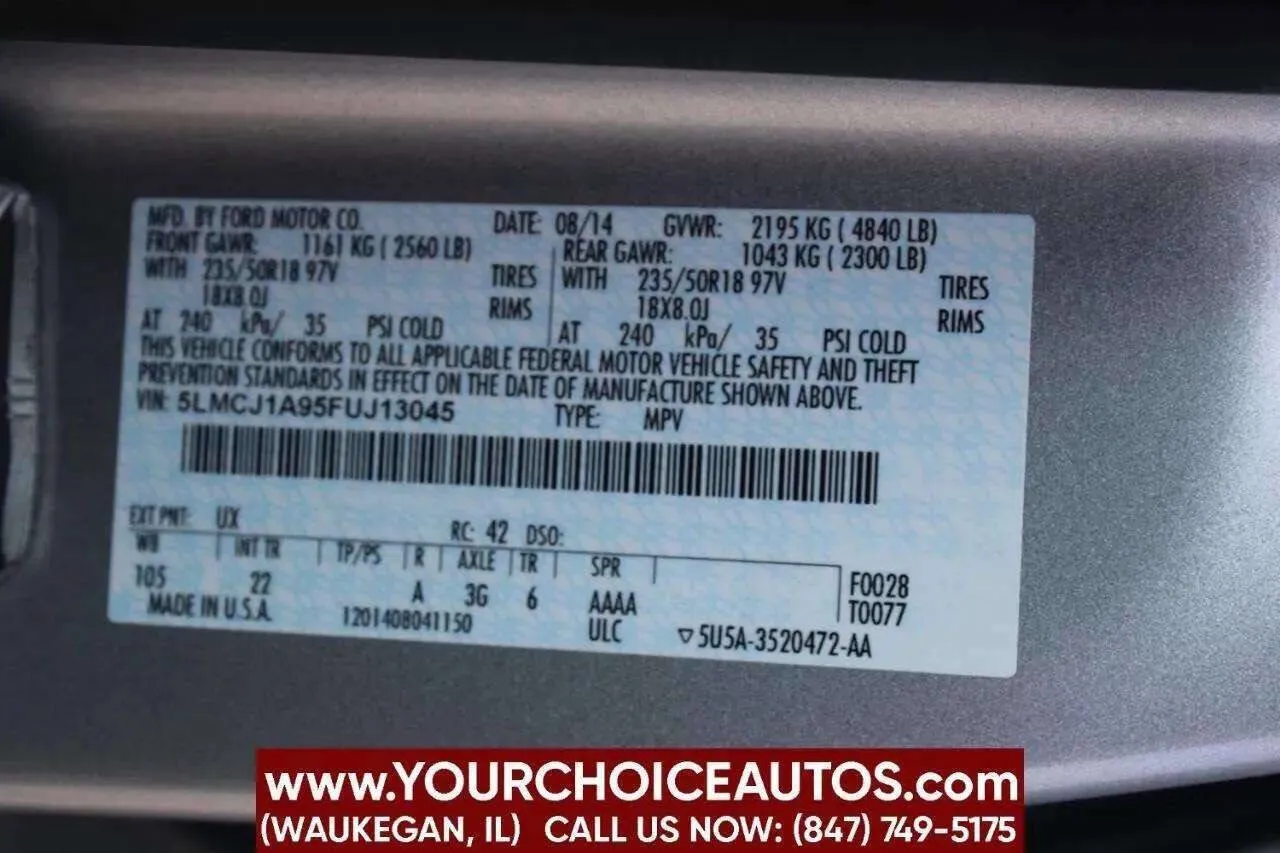 MFD. BY FORD MOTOR CO. DATE: 08/14 GVWR: 2195 KG ( 4840 LB)
FRONT GAWR: 1161 KG ( 2560 LB) REAR GAWR: 1043 KG ( 2300 LB)
WITH 235/50R18 97V TIRES WITH 235/50R18 97V TIRES
18X8.0J RIMS 18X8.0J RIMS
AT 240 kPa/ 35 PSI COLD AT 240 kPa/ 35 PSI COLD
THIS VEHICLE CONFORMS TO ALL APPLICABLE FEDERAL MOTOR VEHICLE SAFETY AND THEFT
PREVENTION STANDARDS IN EFFECT ON THE DATE OF MANUFACTURE SHOWN ABOVE.
VIN: 5LMCJ1A95FUJ13045 TYPE: MPV
EXT PNT: UX RC: 42 DSO:
WB INT TR TP/PS R AXLE TR SPR
105 22 A 3G 6 AAAA F0028
T0077
MADE IN U.S.A. 1201408041150 ULC ▽5U5A-3520472-AA
www.YOURCHOICEAUTOS.com
(WAUKEGAN, IL) CALL US NOW: (847) 749-5175